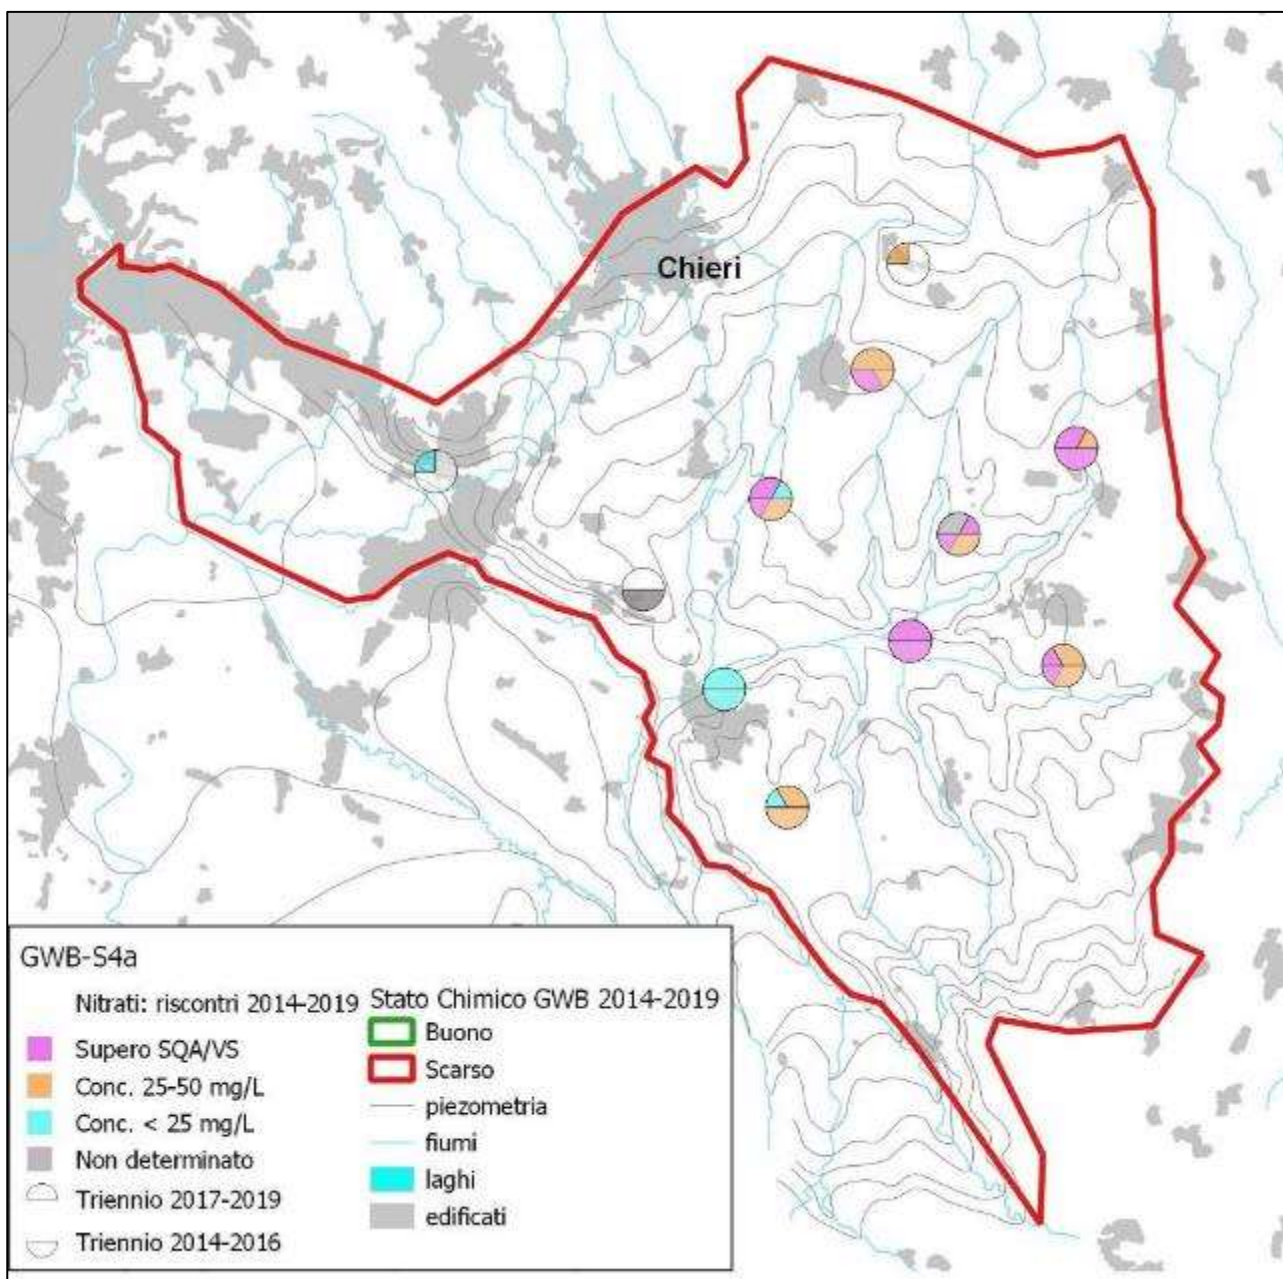 Chieri
GWB-S4a
Nitrati: riscontri 2014-2019
Supero SQA/VS
Conc. 25-50 mg/L
Conc. < 25 mg/L
Non determinato
Triennio 2017-2019
Triennio 2014-2016
Stato Chimico GWB 2014-2019
Buono
Scarso
piezometria
fiumi
laghi
edificati